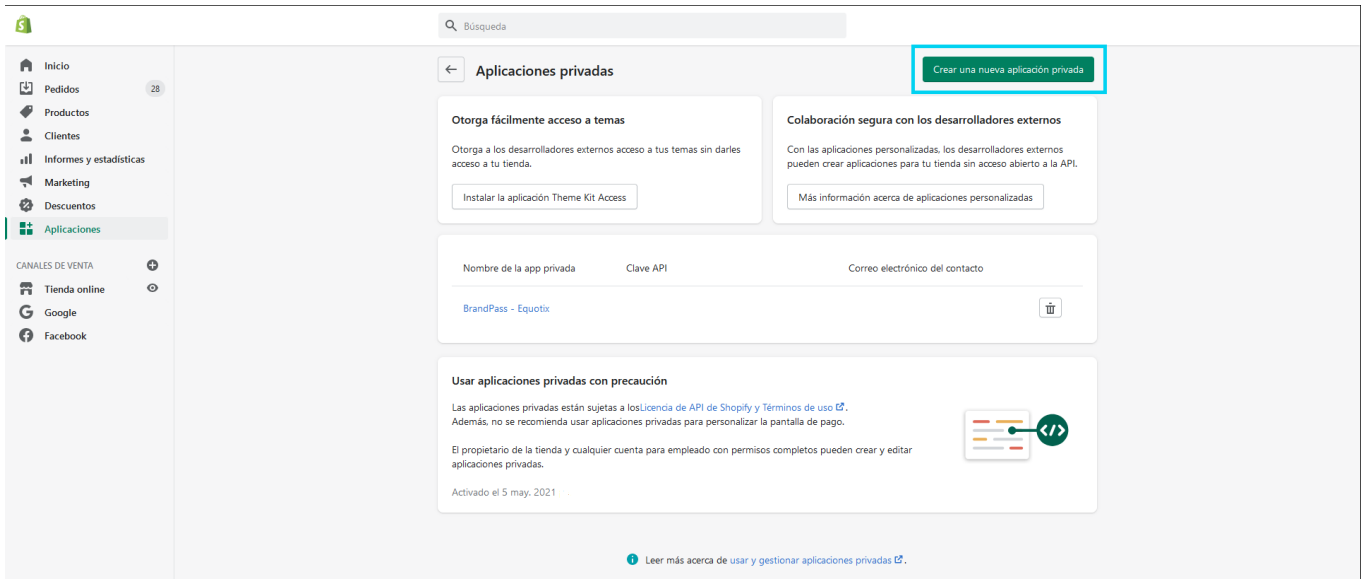 Búsqueda
Inicio
Pedidos 28
Productos
Clientes
Informes y estadísticas
Marketing
Descuentos
Aplicaciones
CANALES DE VENTA
Tienda online
Google
Facebook
Aplicaciones privadas
Crear una nueva aplicación privada
Otorga fácilmente acceso a temas
Otorga a los desarrolladores externos acceso a tus temas sin darles
acceso a tu tienda.
Instalar la aplicación Theme Kit Access
Colaboración segura con los desarrolladores externos
Con las aplicaciones personalizadas, los desarrolladores externos
pueden crear aplicaciones para tu tienda sin acceso abierto a la API.
Más información acerca de aplicaciones personalizadas
Nombre de la app privada Clave API Correo electrónico del contacto
BrandPass - Equotix
Usar aplicaciones privadas con precaución
Las aplicaciones privadas están sujetas a losLicencia de API de Shopify y Términos de uso.
Además, no se recomienda usar aplicaciones privadas para personalizar la pantalla de pago.
El propietario de la tienda y cualquier cuenta para empleado con permisos completos pueden crear y editar
aplicaciones privadas.
Activado el 5 may. 2021
Leer más acerca de usar y gestionar aplicaciones privadas.